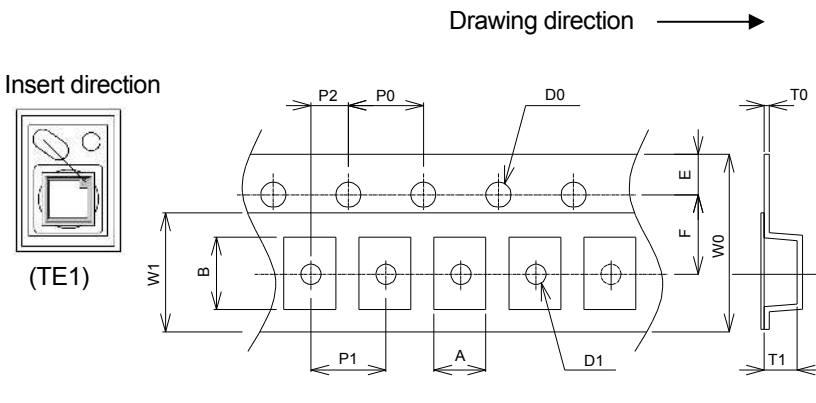 Drawing direction
Insert direction
P2
P0
D0
T0
E
F
W0
W1
B
(TE1)
P1
A
D1
T1